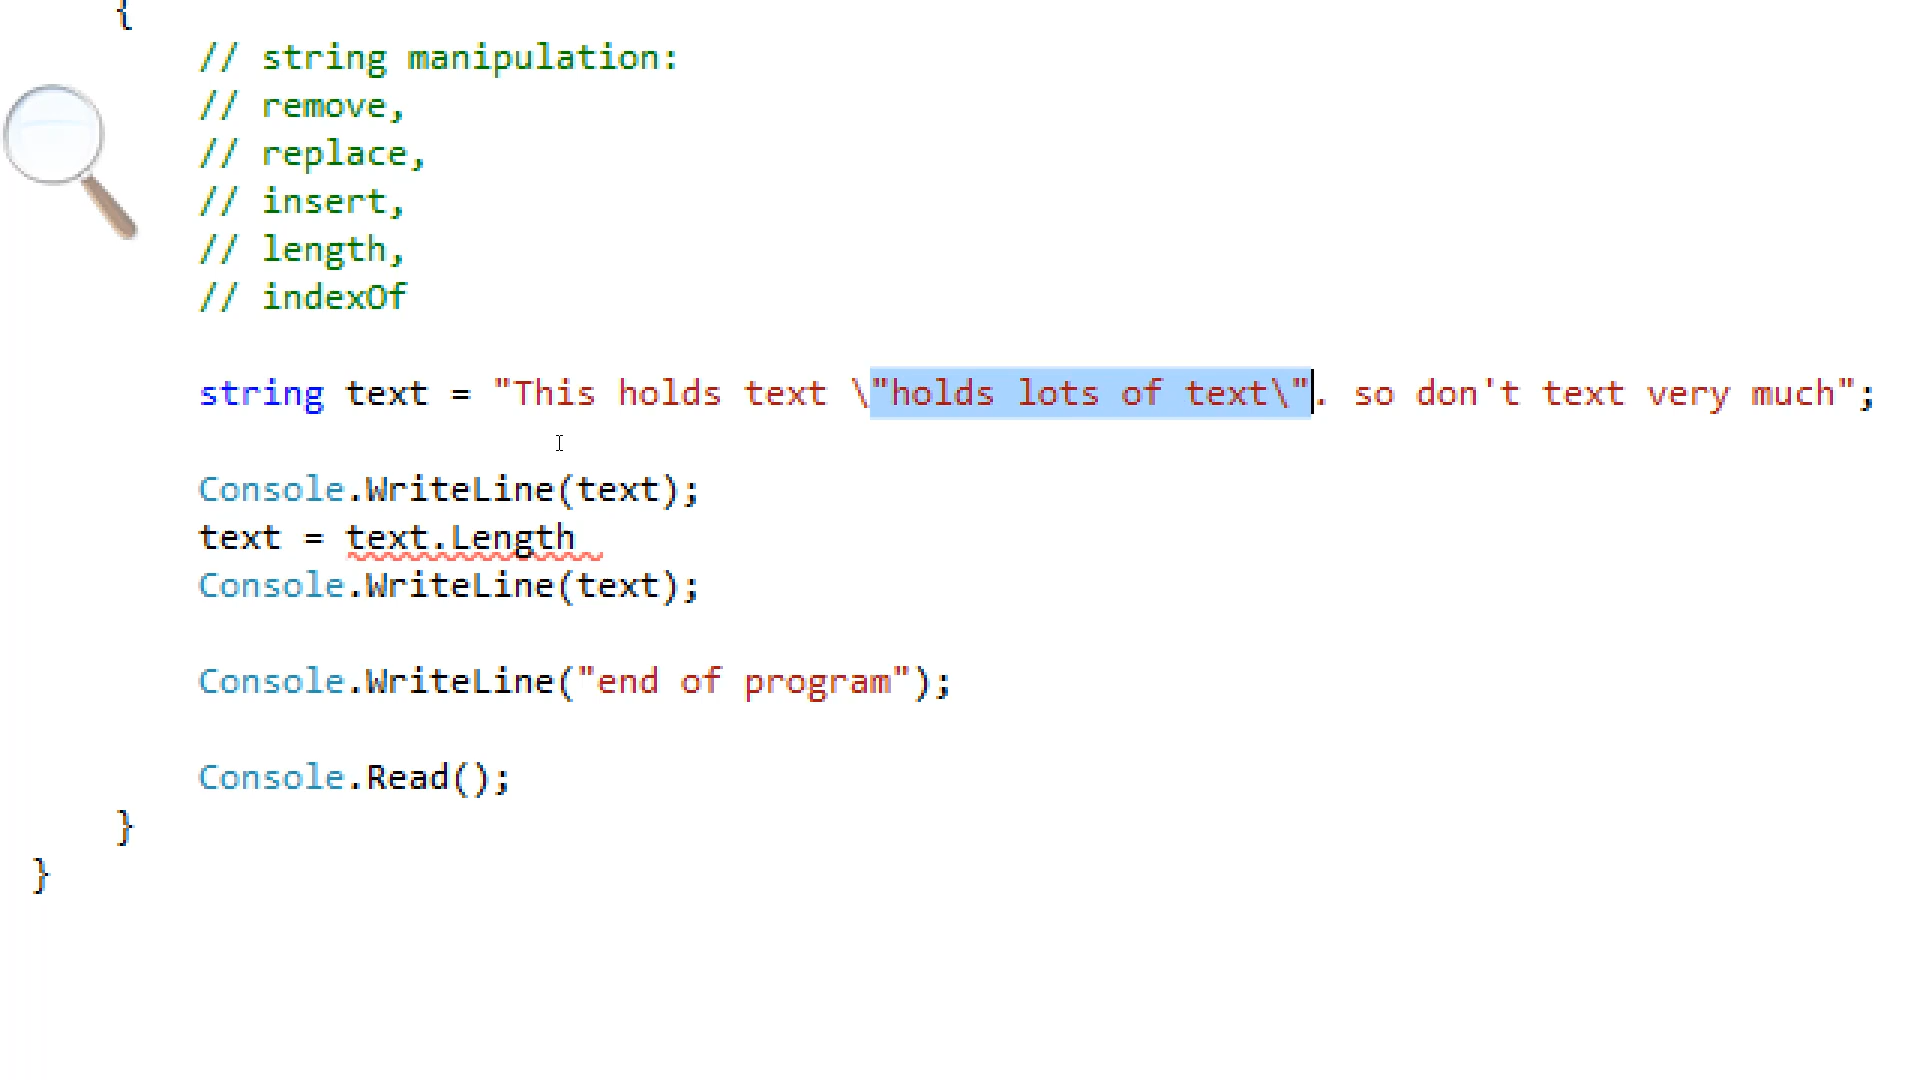 {
// string manipulation:
// remove,
// replace,
// insert,
// length,
// indexOf
string text = "This holds text \"holds lots of text\". so don't text very much";
Console.WriteLine(text);
text = text.Length
Console.WriteLine(text);
Console.WriteLine("end of program");
Console.Read();
}
}